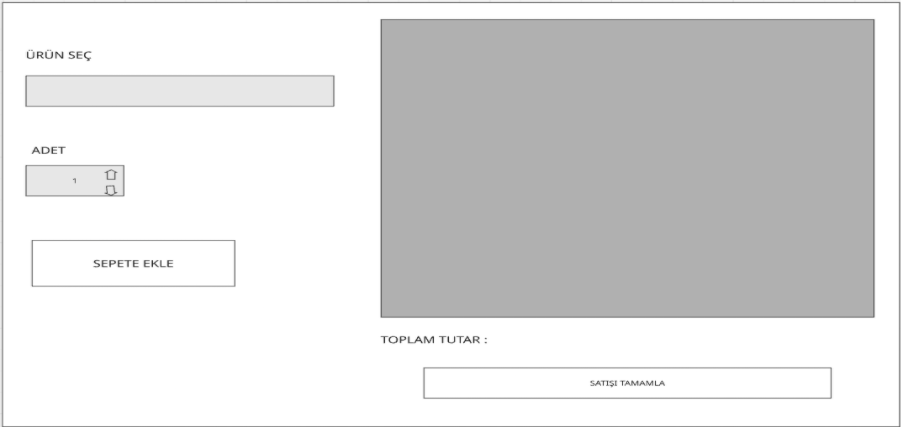 ÜRÜN SEÇ
ADET
1
SEPETE EKLE
TOPLAM TUTAR :
SATIŞI TAMAMLA